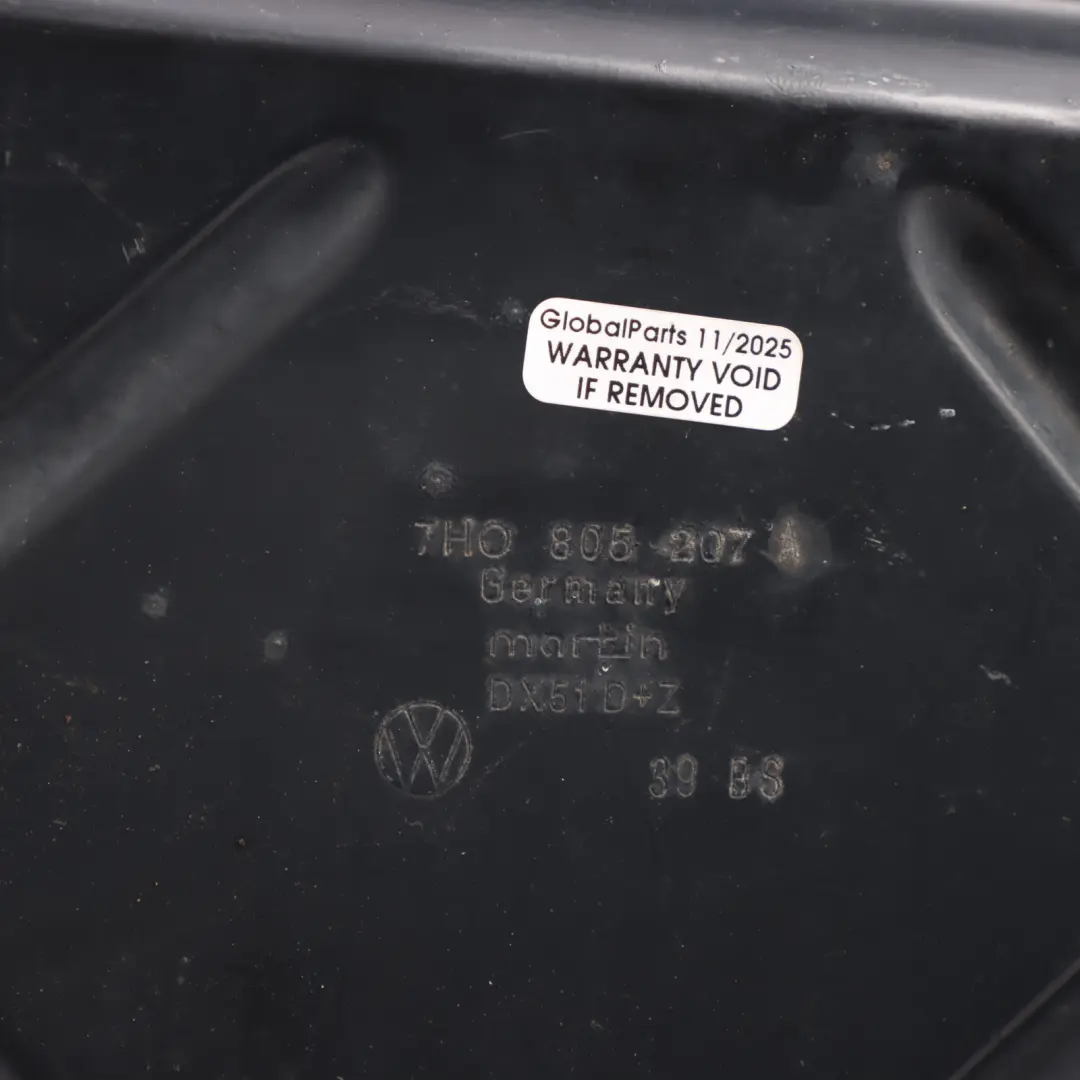 GlobalParts 11/2025
WARRANTY VOID
IF REMOVED
7H0 805 207 A
Germany
martin
DX51D+Z
39 BS